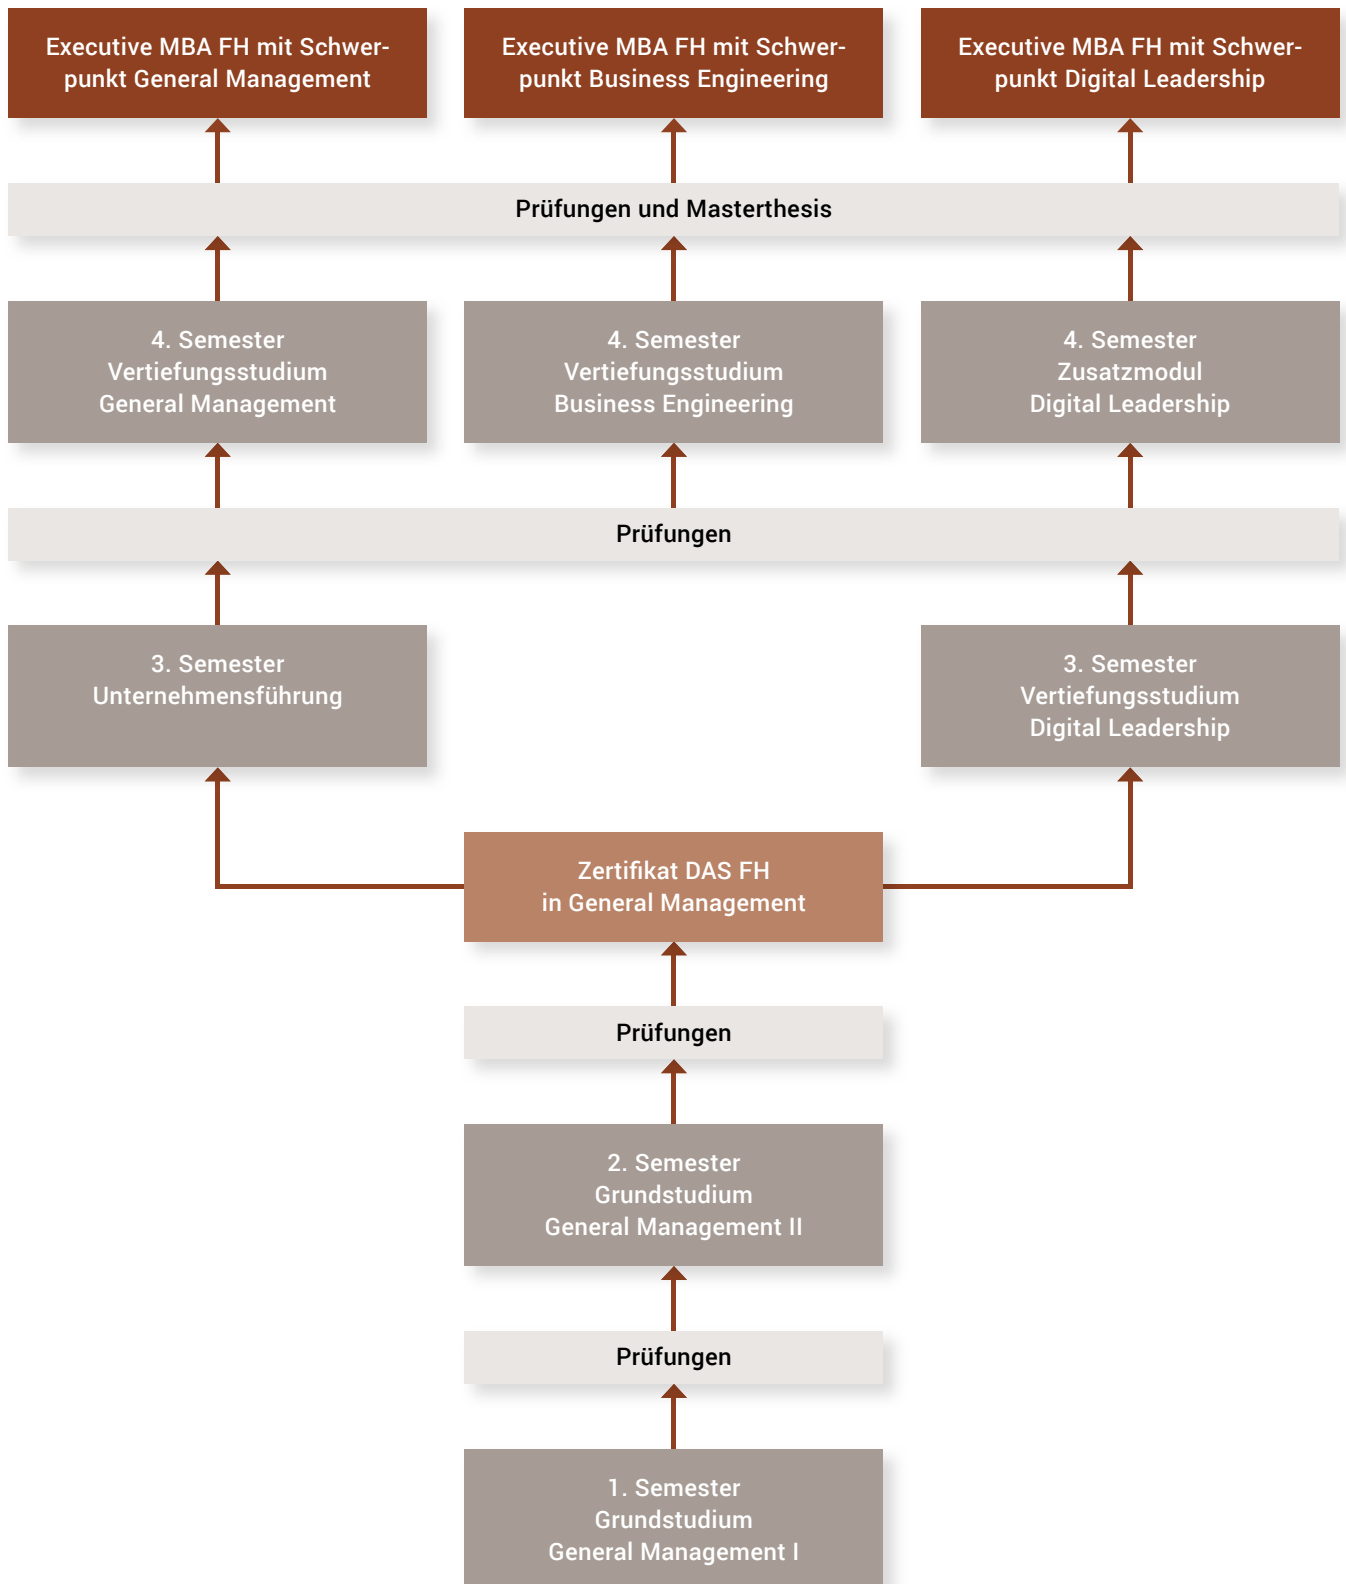 Executive MBA FH mit Schwer-
punkt General Management
Executive MBA FH mit Schwer-
punkt Business Engineering
Executive MBA FH mit Schwer-
punkt Digital Leadership
Prüfungen und Masterthesis
4. Semester
Vertiefungsstudium
General Management
4. Semester
Vertiefungsstudium
Business Engineering
4. Semester
Zusatzmodul
Digital Leadership
Prüfungen
3. Semester
Unternehmensführung
3. Semester
Vertiefungsstudium
Digital Leadership
Zertifikat DAS FH
in General Management
Prüfungen
2. Semester
Grundstudium
General Management II
Prüfungen
1. Semester
Grundstudium
General Management I